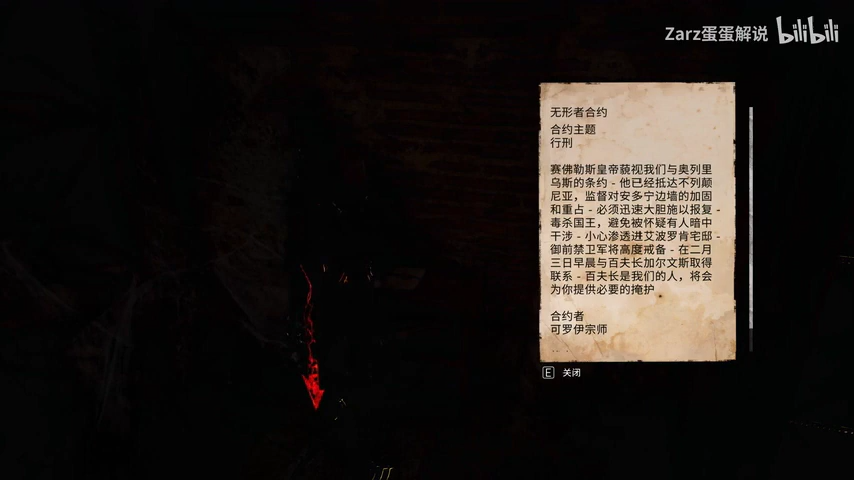 Zarz蛋蛋解说 bilibili
无形者合约
合约主题
行刑
赛佛勒斯皇帝藐视我们与奥列里
乌斯的条约 - 他已经抵达不列颠
尼亚，监督对安多宁边墙的加固
和重占 - 必须迅速大胆施以报复 -
毒杀国王，避免被怀疑有人暗中
干涉 - 小心渗透进艾波罗肯宅邸 -
御前禁卫军将高度戒备 - 在二月
三日早晨与百夫长加尔文斯取得
联系 - 百夫长是我们的人，将会
为你提供必要的掩护
合约者
可罗伊宗师
E 关闭